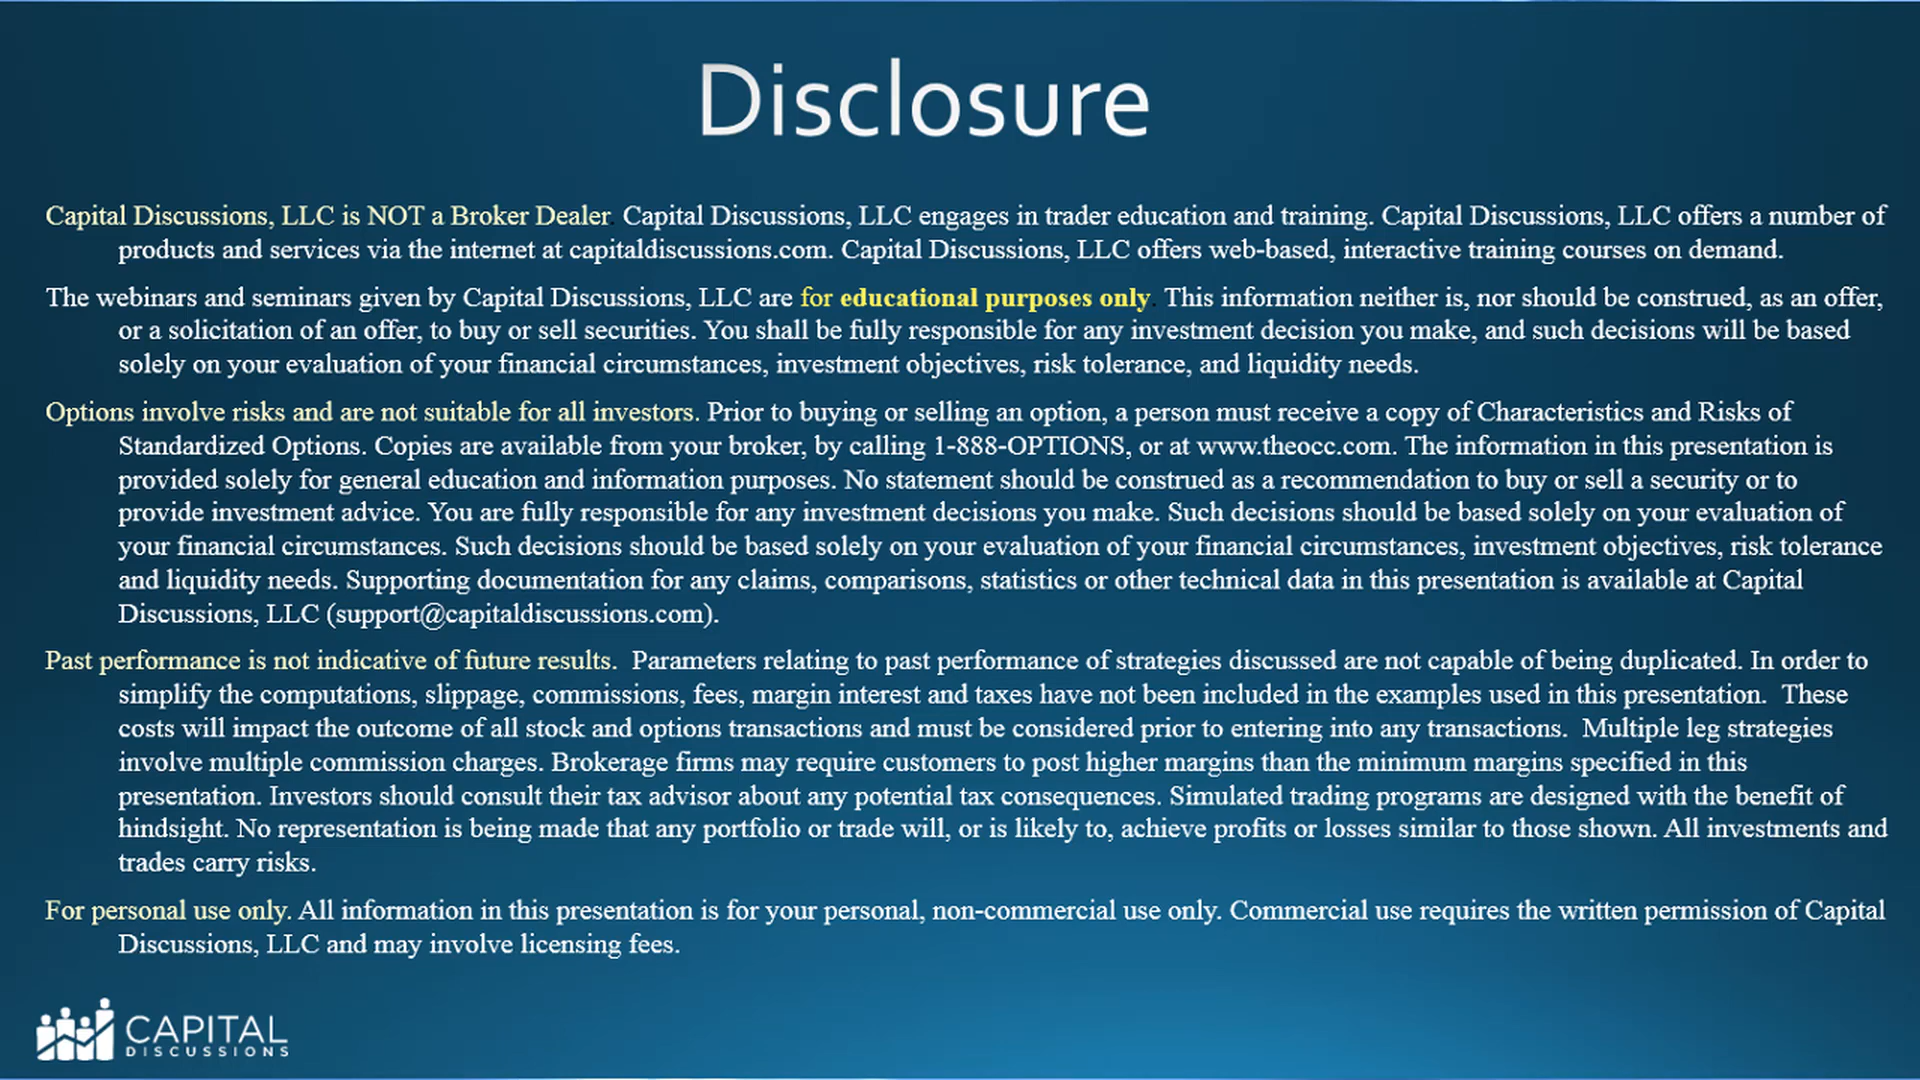 Disclosure
Capital Discussions, LLC is NOT a Broker Dealer. Capital Discussions, LLC engages in trader education and training. Capital Discussions, LLC offers a number of
products and services via the internet at capitaldiscussions.com. Capital Discussions, LLC offers web-based, interactive training courses on demand.
The webinars and seminars given by Capital Discussions, LLC are for educational purposes only. This information neither is, nor should be construed, as an offer,
or a solicitation of an offer, to buy or sell securities. You shall be fully responsible for any investment decision you make, and such decisions will be based
solely on your evaluation of your financial circumstances, investment objectives, risk tolerance, and liquidity needs.
Options involve risks and are not suitable for all investors. Prior to buying or selling an option, a person must receive a copy of Characteristics and Risks of
Standardized Options. Copies are available from your broker, by calling 1-888-OPTIONS, or at www.theocc.com. The information in this presentation is
provided solely for general education and information purposes. No statement should be construed as a recommendation to buy or sell a security or to
provide investment advice. You are fully responsible for any investment decisions you make. Such decisions should be based solely on your evaluation of
your financial circumstances. Such decisions should be based solely on your evaluation of your financial circumstances, investment objectives, risk tolerance
and liquidity needs. Supporting documentation for any claims, comparisons, statistics or other technical data in this presentation is available at Capital
Discussions, LLC (support@capitaldiscussions.com).
Past performance is not indicative of future results. Parameters relating to past performance of strategies discussed are not capable of being duplicated. In order to
simplify the computations, slippage, commissions, fees, margin interest and taxes have not been included in the examples used in this presentation. These
costs will impact the outcome of all stock and options transactions and must be considered prior to entering into any transactions. Multiple leg strategies
involve multiple commission charges. Brokerage firms may require customers to post higher margins than the minimum margins specified in this
presentation. Investors should consult their tax advisor about any potential tax consequences. Simulated trading programs are designed with the benefit of
hindsight. No representation is being made that any portfolio or trade will, or is likely to, achieve profits or losses similar to those shown. All investments and
trades carry risks.
For personal use only. All information in this presentation is for your personal, non-commercial use only. Commercial use requires the written permission of Capital
Discussions, LLC and may involve licensing fees.
CAPITAL
DISCUSSIONS